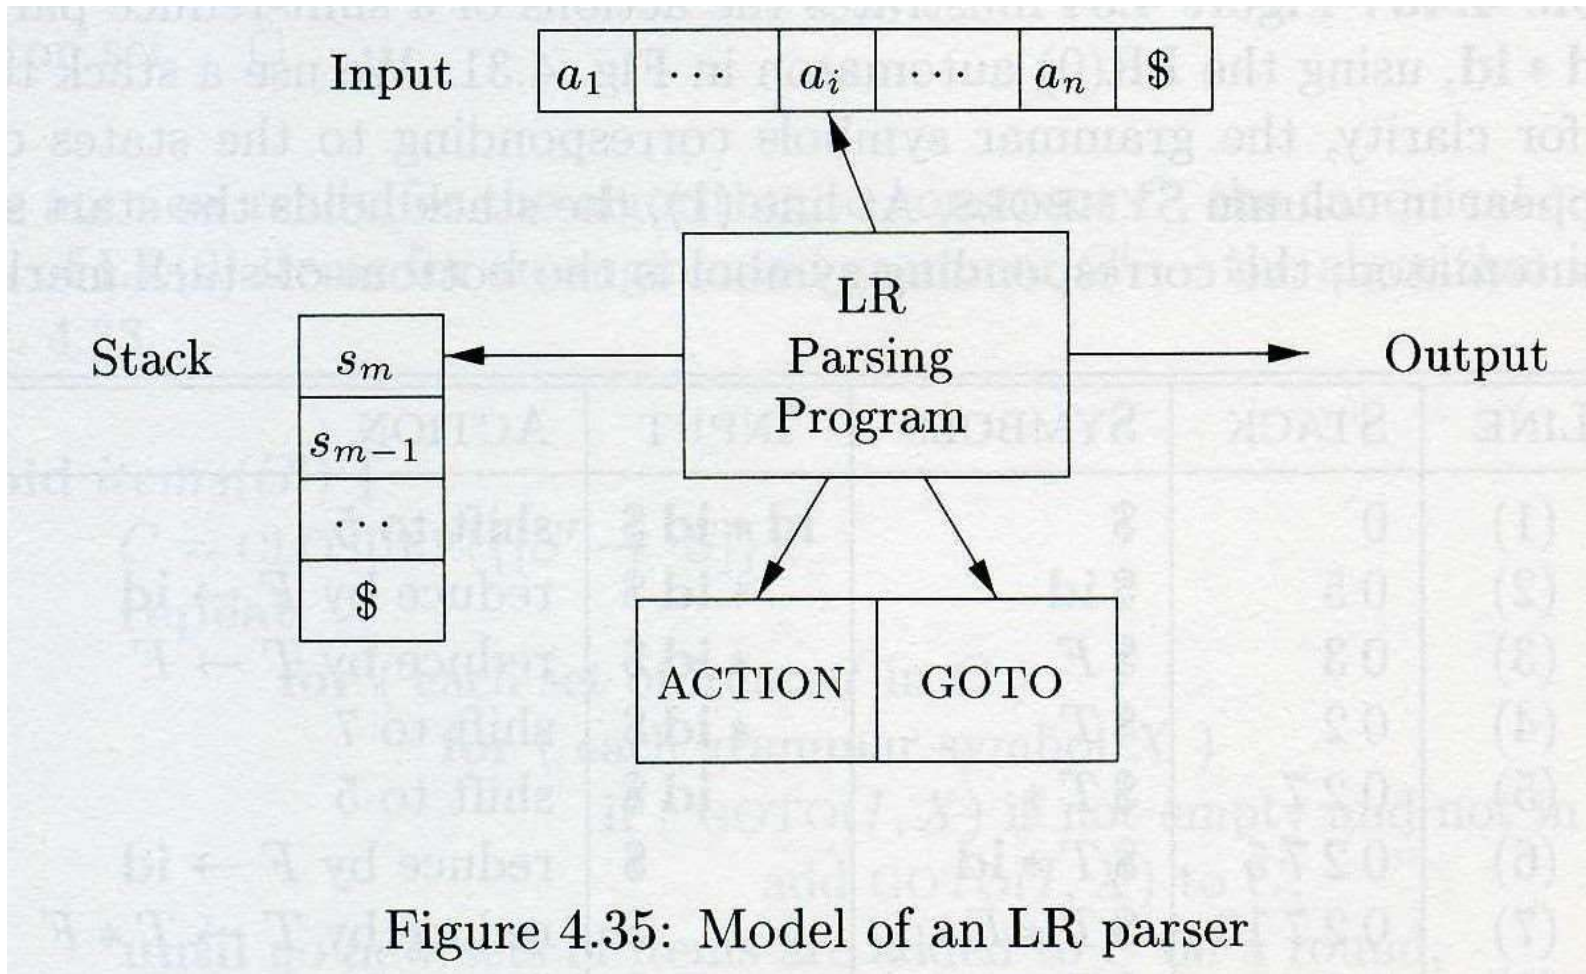 Input a₁ ··· aᵢ ··· aₙ $
LR
Parsing
Program
Stack
sₘ
sₘ₋₁
···
$
Output
ACTION GOTO
Figure 4.35: Model of an LR parser